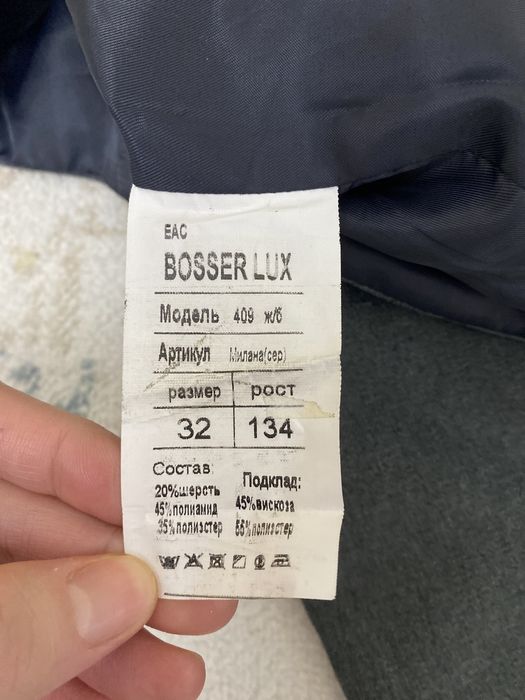 EAC
BOSSER LUX
Модель 409 ж/б
Артикул Милана(сер)
размер рост
32 134
Состав: Подклад:
20%шерсть 45%вискоза
45%полиамид 55%полиэстер
35%полиэстер